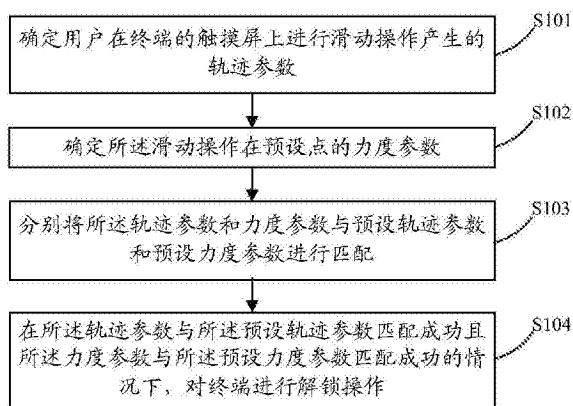 S101
确定用户在终端的触摸屏上进行滑动操作产生的
轨迹参数
S102
确定所述滑动操作在预设点的力度参数
S103
分别将所述轨迹参数和力度参数与预设轨迹参数
和预设力度参数进行匹配
S104
在所述轨迹参数与所述预设轨迹参数匹配成功且
所述力度参数与所述预设力度参数匹配成功的情
况下，对终端进行解锁操作